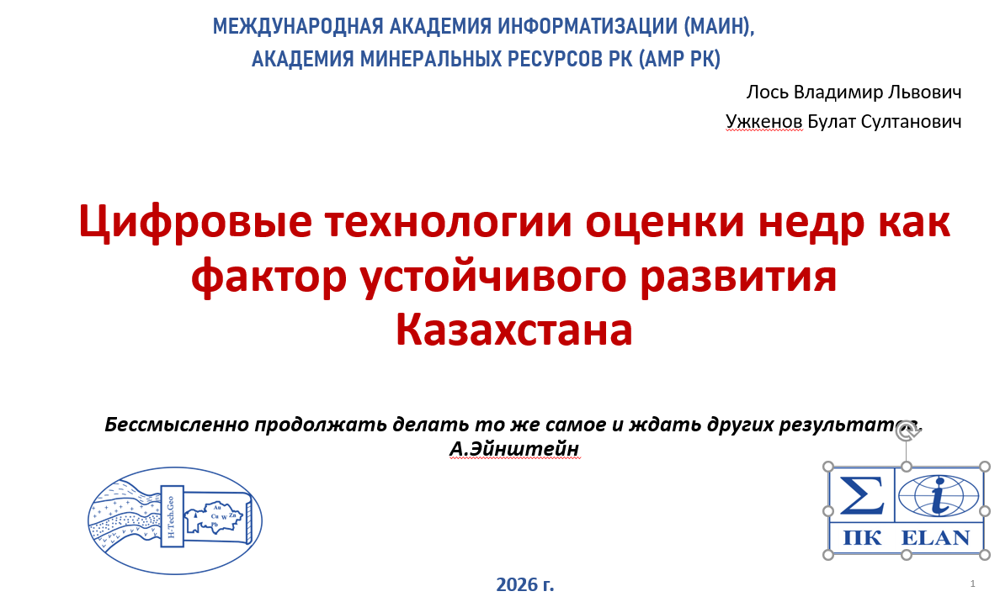 МЕЖДУНАРОДНАЯ АКАДЕМИЯ ИНФОРМАТИЗАЦИИ (МАИН),
АКАДЕМИЯ МИНЕРАЛЬНЫХ РЕСУРСОВ РК (АМР РК)
Лось Владимир Львович
Ужкенов Булат Султанович
Цифровые технологии оценки недр как
фактор устойчивого развития
Казахстана
Бессмысленно продолжать делать то же самое и ждать других результатов.
А.Эйнштейн
H-Tech.Geo
Au
Cu W Zn
Pb
Σ i
ПК ELAN
2026 г.
1